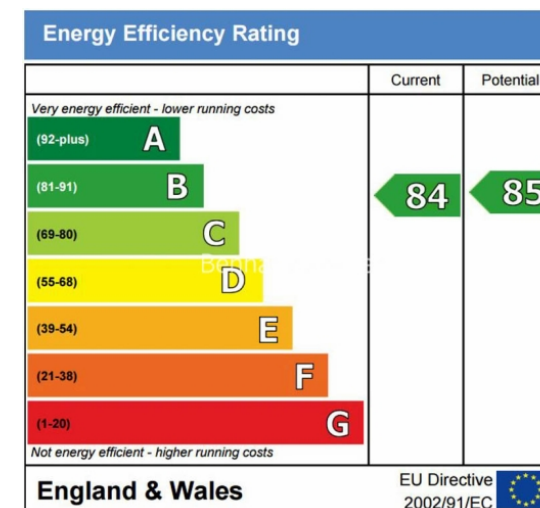 Energy Efficiency Rating
Current Potential
Very energy efficient - lower running costs
(92-plus) A
(81-91) B
84 85
(69-80) C
(55-68) D
(39-54) E
(21-38) F
(1-20) G
Not energy efficient - higher running costs
England & Wales
EU Directive
2002/91/EC